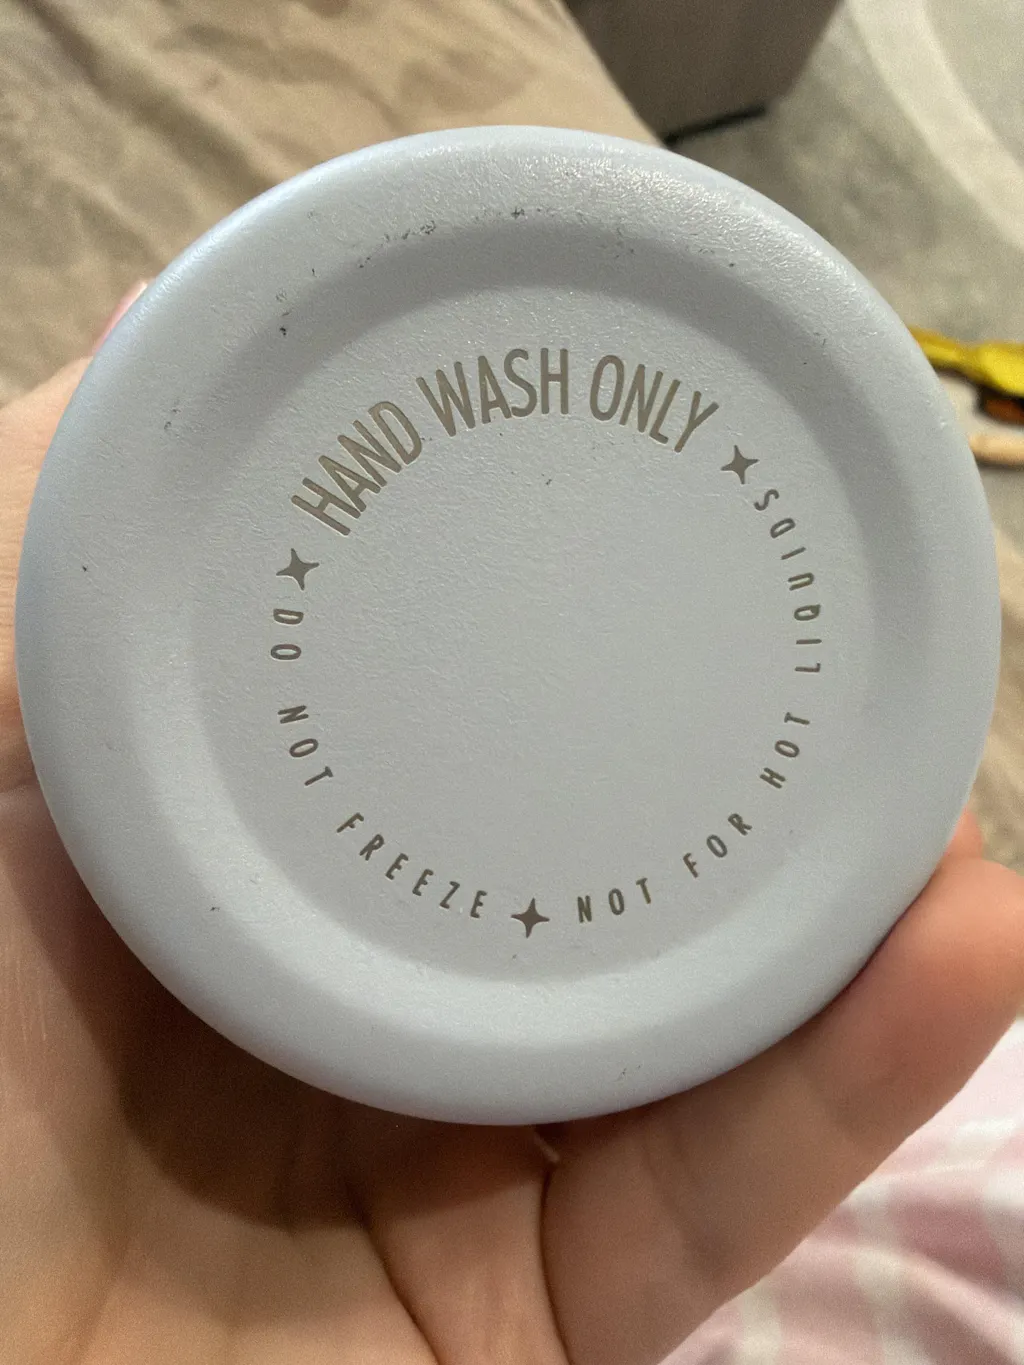 HAND WASH ONLY
DO NOT FREEZE
NOT FOR HOT LIQUIDS